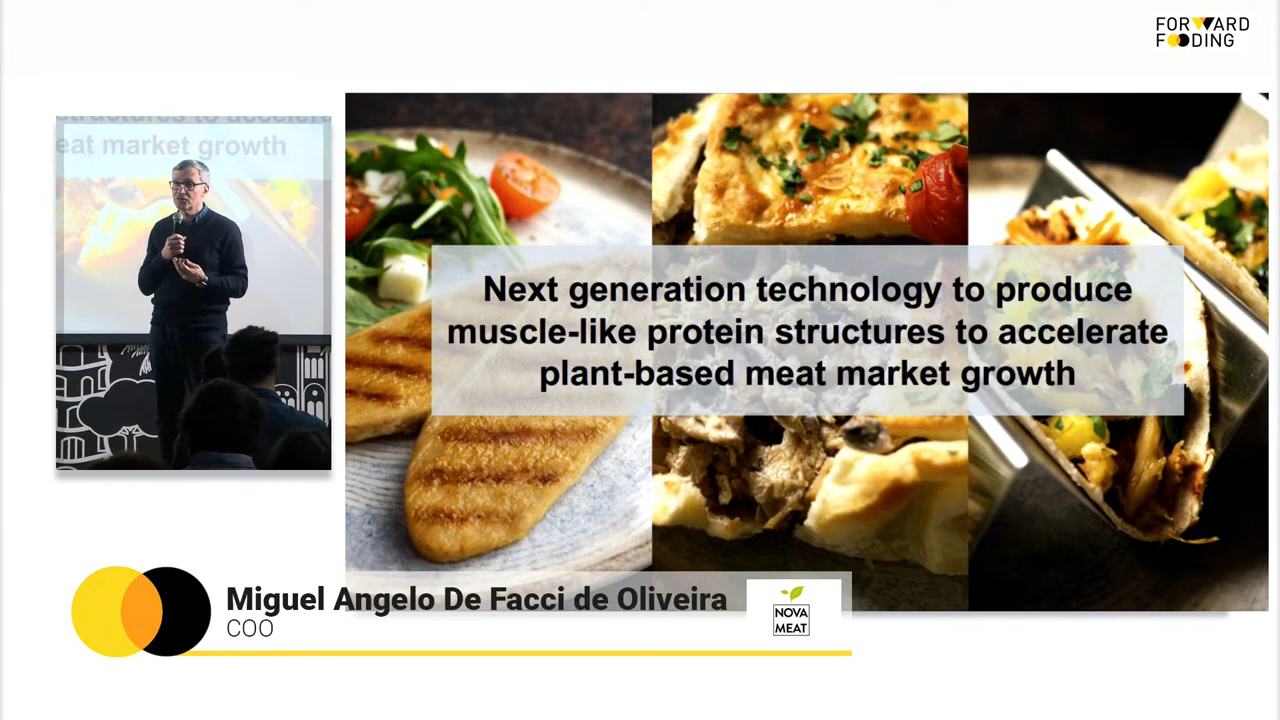 FORWARD
FOODING
eat market growth
Next generation technology to produce
muscle-like protein structures to accelerate
plant-based meat market growth
Miguel Angelo De Facci de Oliveira
COO
NOVA
MEAT